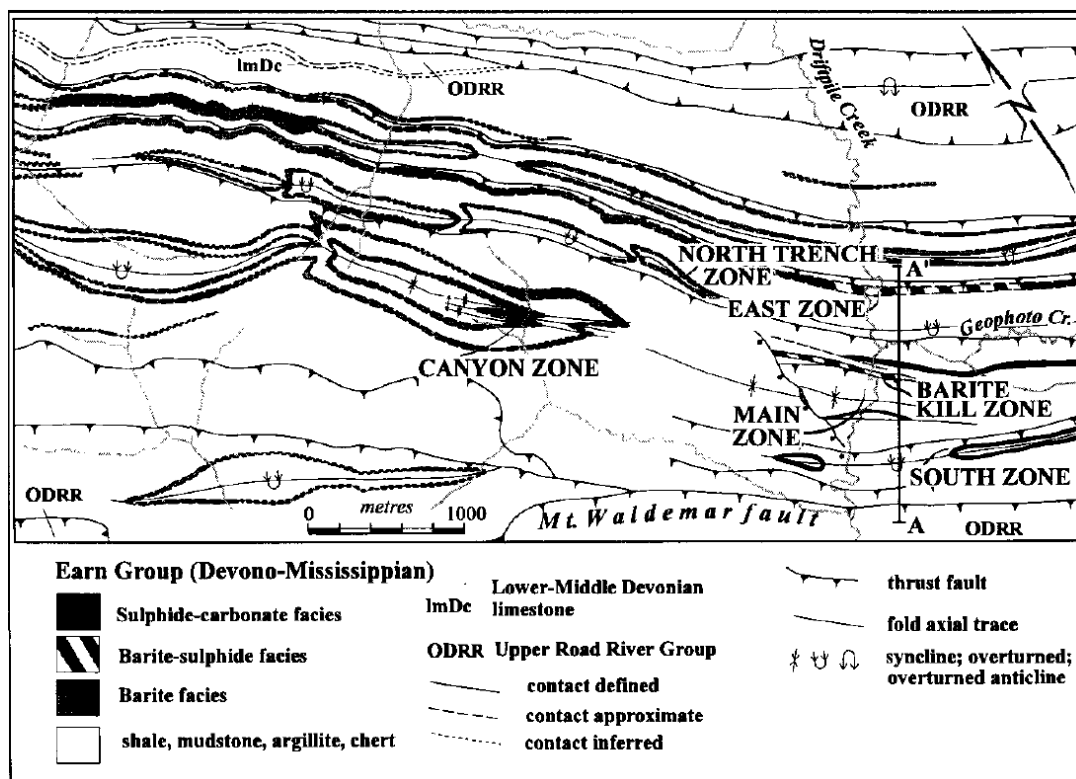 lmDc
ODRR
Driftpile Creek
ODRR
NORTH TRENCH
ZONE
A'
EAST ZONE
Geophoto Cr.
CANYON ZONE
BARITE
KILL ZONE
MAIN
ZONE
SOUTH ZONE
ODRR
0 metres 1000
Mt. Waldemar fault
A
ODRR
Earn Group (Devono-Mississippian)
Sulphide-carbonate facies
Barite-sulphide facies
Barite facies
shale, mudstone, argillite, chert
lmDc Lower-Middle Devonian
limestone
ODRR Upper Road River Group
contact defined
contact approximate
contact inferred
thrust fault
fold axial trace
syncline; overturned;
overturned anticline